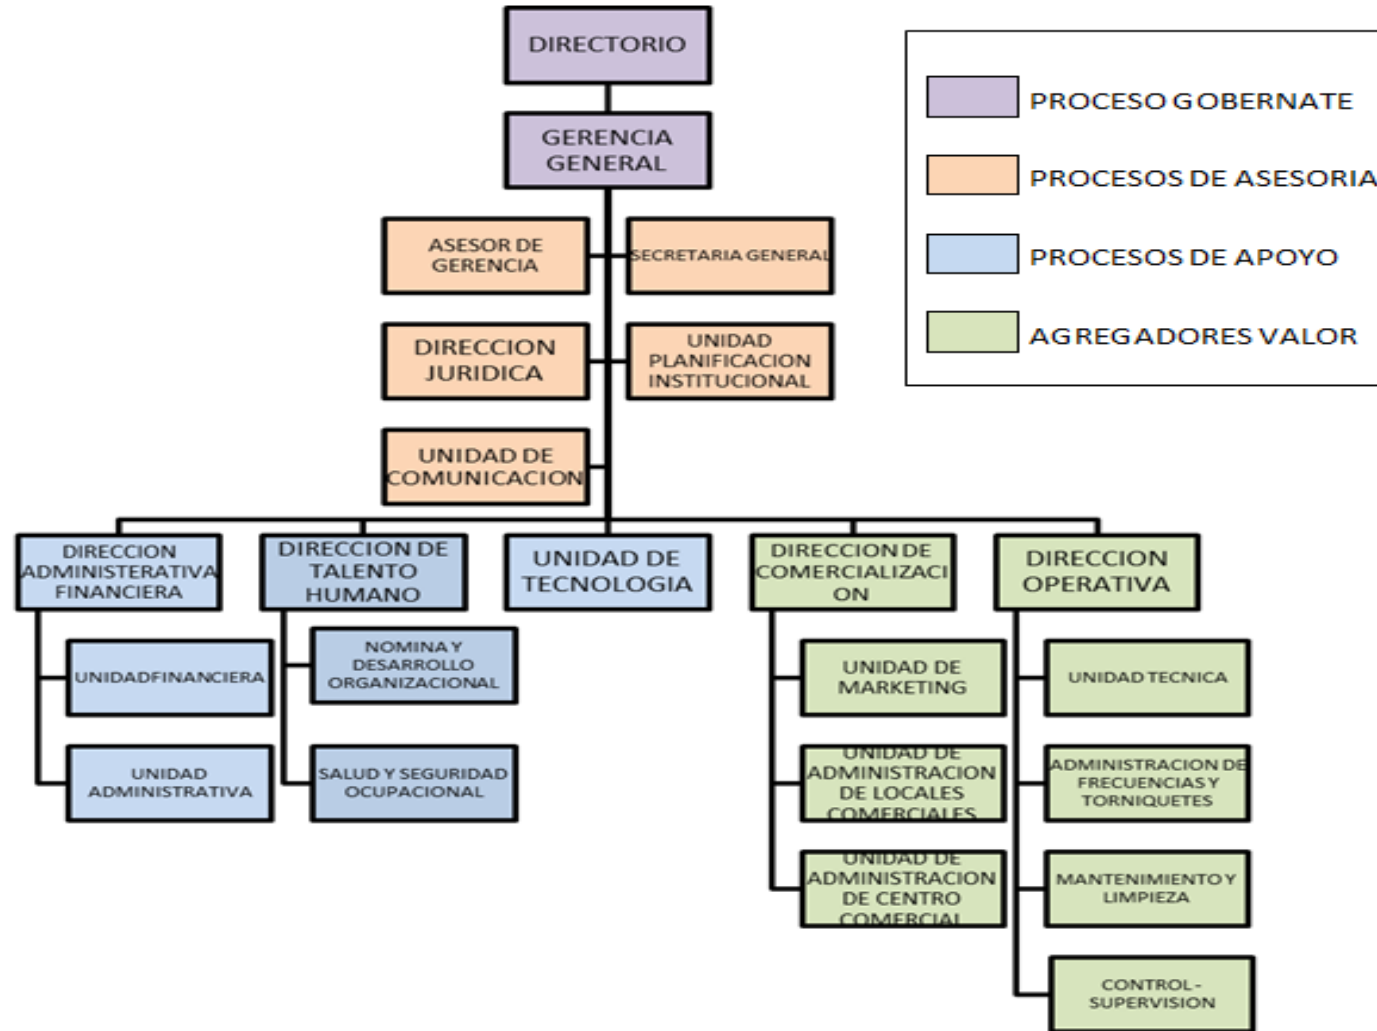 DIRECTORIO
GERENCIA
GENERAL
PROCESO GOBERNATE
PROCESOS DE ASESORIA
PROCESOS DE APOYO
AGREGADORES VALOR
ASESOR DE
GERENCIA
SECRETARIA GENERAL
DIRECCION
JURIDICA
UNIDAD
PLANIFICACION
INSTITUCIONAL
UNIDAD DE
COMUNICACION
DIRECCION
ADMINISTERATIVA
FINANCIERA
DIRECCION DE
TALENTO
HUMANO
UNIDAD DE
TECNOLOGIA
DIRECCION DE
COMERCIALIZACI
ON
DIRECCION
OPERATIVA
UNIDAD FINANCIERA
UNIDAD
ADMINISTRATIVA
NOMINA Y
DESARROLLO
ORGANIZACIONAL
SALUD Y SEGURIDAD
OCUPACIONAL
UNIDAD DE
MARKETING
UNIDAD DE
ADMINISTRACION
DE LOCALES
COMERCIALES
UNIDAD DE
ADMINISTRACION
DE CENTRO
COMERCIAL
UNIDAD TECNICA
ADMINISTRACION DE
FRECUENCIAS Y
TORNIQUETES
MANTENIMIENTO Y
LIMPIEZA
CONTROL -
SUPERVISION